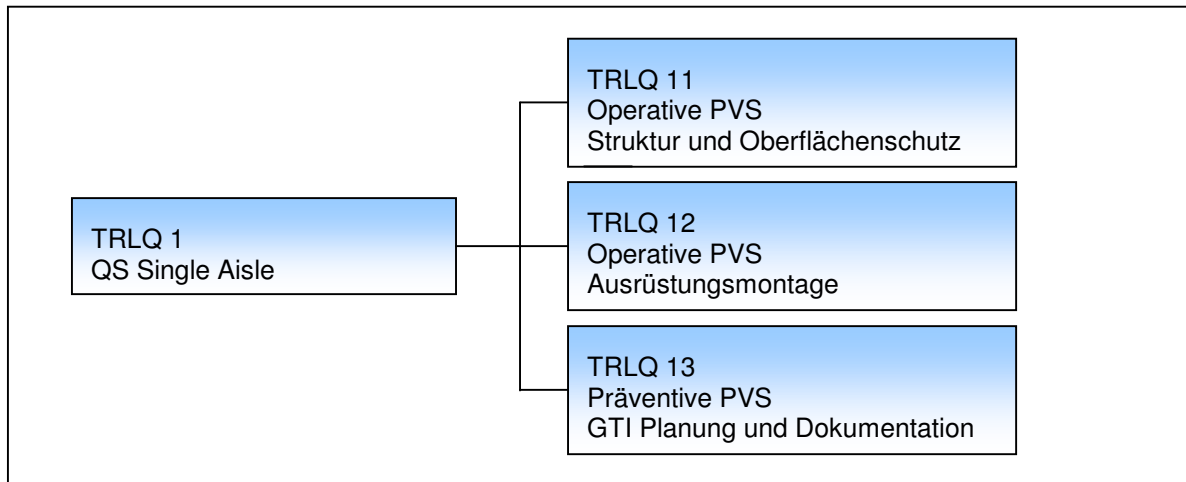 TRLQ 1
QS Single Aisle
TRLQ 11
Operative PVS
Struktur und Oberflächenschutz
TRLQ 12
Operative PVS
Ausrüstungsmontage
TRLQ 13
Präventive PVS
GTI Planung und Dokumentation